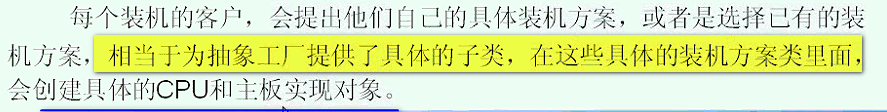 每个装机的客户，会提出他们自己的具体装机方案，或者是选择已有的装
机方案，相当于为抽象工厂提供了具体的子类，在这些具体的装机方案类里面，
会创建具体的CPU和主板实现对象。